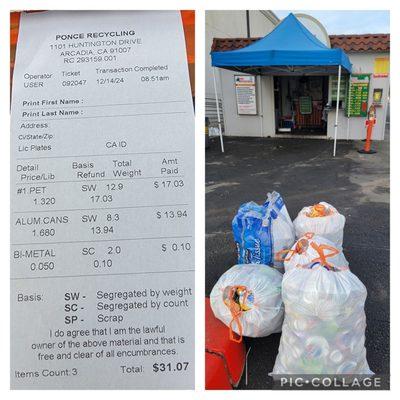 PONCE RECYCLING
1101 HUNTINGTON DRIVE
ARCADIA, CA 91007
RC 293159.001
Operator Ticket Transaction Completed
USER 092047 12/14/24 08:51am
Print First Name :
Print Last Name :
Address:
Ci/State/Zip:
Lic Plates CA ID
Detail Basis Total Amt
Price/Lib Refund Weight Paid
#1.PET SW 12.9 $ 17.03
1.320 17.03
ALUM.CANS SW 8.3 $ 13.94
1.680 13.94
BI-METAL SC 2.0 $ 0.10
0.050 0.10
Basis: SW - Segregated by weight
SC - Segregated by count
SP - Scrap
I do agree that I am the lawful
owner of the above material and that is
free and clear of all encumbrances.
Items Count:3 Total: $31.07
PIC•COLLAGE